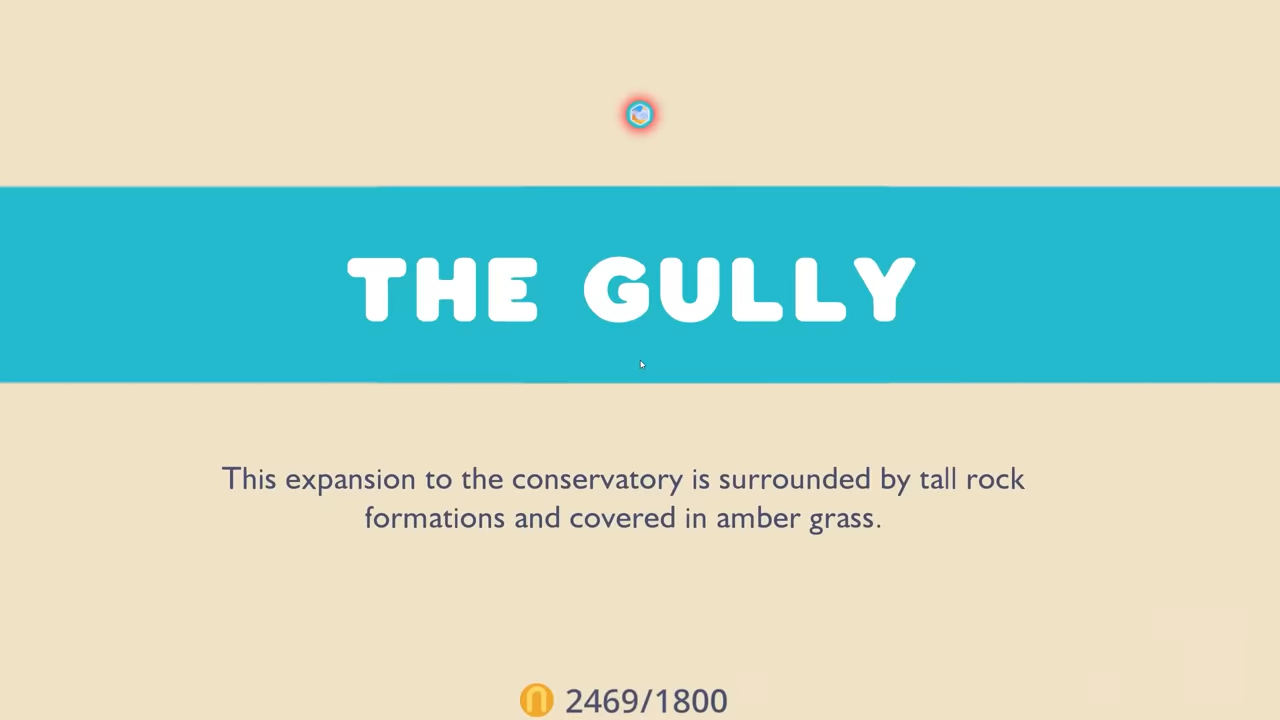 THE GULLY
This expansion to the conservatory is surrounded by tall rock
formations and covered in amber grass.
2469/1800